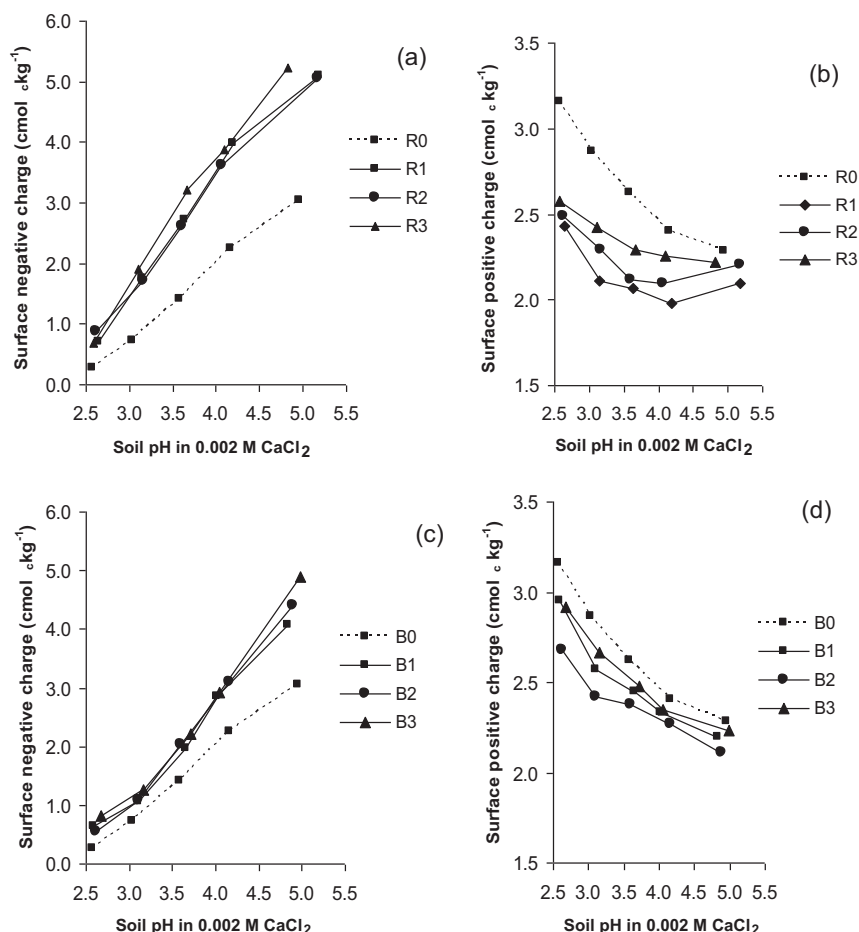 (a)
Surface negative charge (cmol c kg-1)
6.0
5.0
4.0
3.0
2.0
1.0
0.0
2.5 3.0 3.5 4.0 4.5 5.0 5.5
Soil pH in 0.002 M CaCl2
R0
R1
R2
R3
(b)
Surface positive charge (cmol c kg-1)
3.5
3.0
2.5
2.0
1.5
2.5 3.0 3.5 4.0 4.5 5.0 5.5
Soil pH in 0.002 M CaCl2
R0
R1
R2
R3
(c)
Surface negative charge (cmol c kg-1)
6.0
5.0
4.0
3.0
2.0
1.0
0.0
2.5 3.0 3.5 4.0 4.5 5.0 5.5
Soil pH in 0.002 M CaCl2
B0
B1
B2
B3
(d)
Surface positive charge (cmol c kg-1)
3.5
3.0
2.5
2.0
1.5
2.5 3.0 3.5 4.0 4.5 5.0 5.5
Soil pH in 0.002 M CaCl2
B0
B1
B2
B3